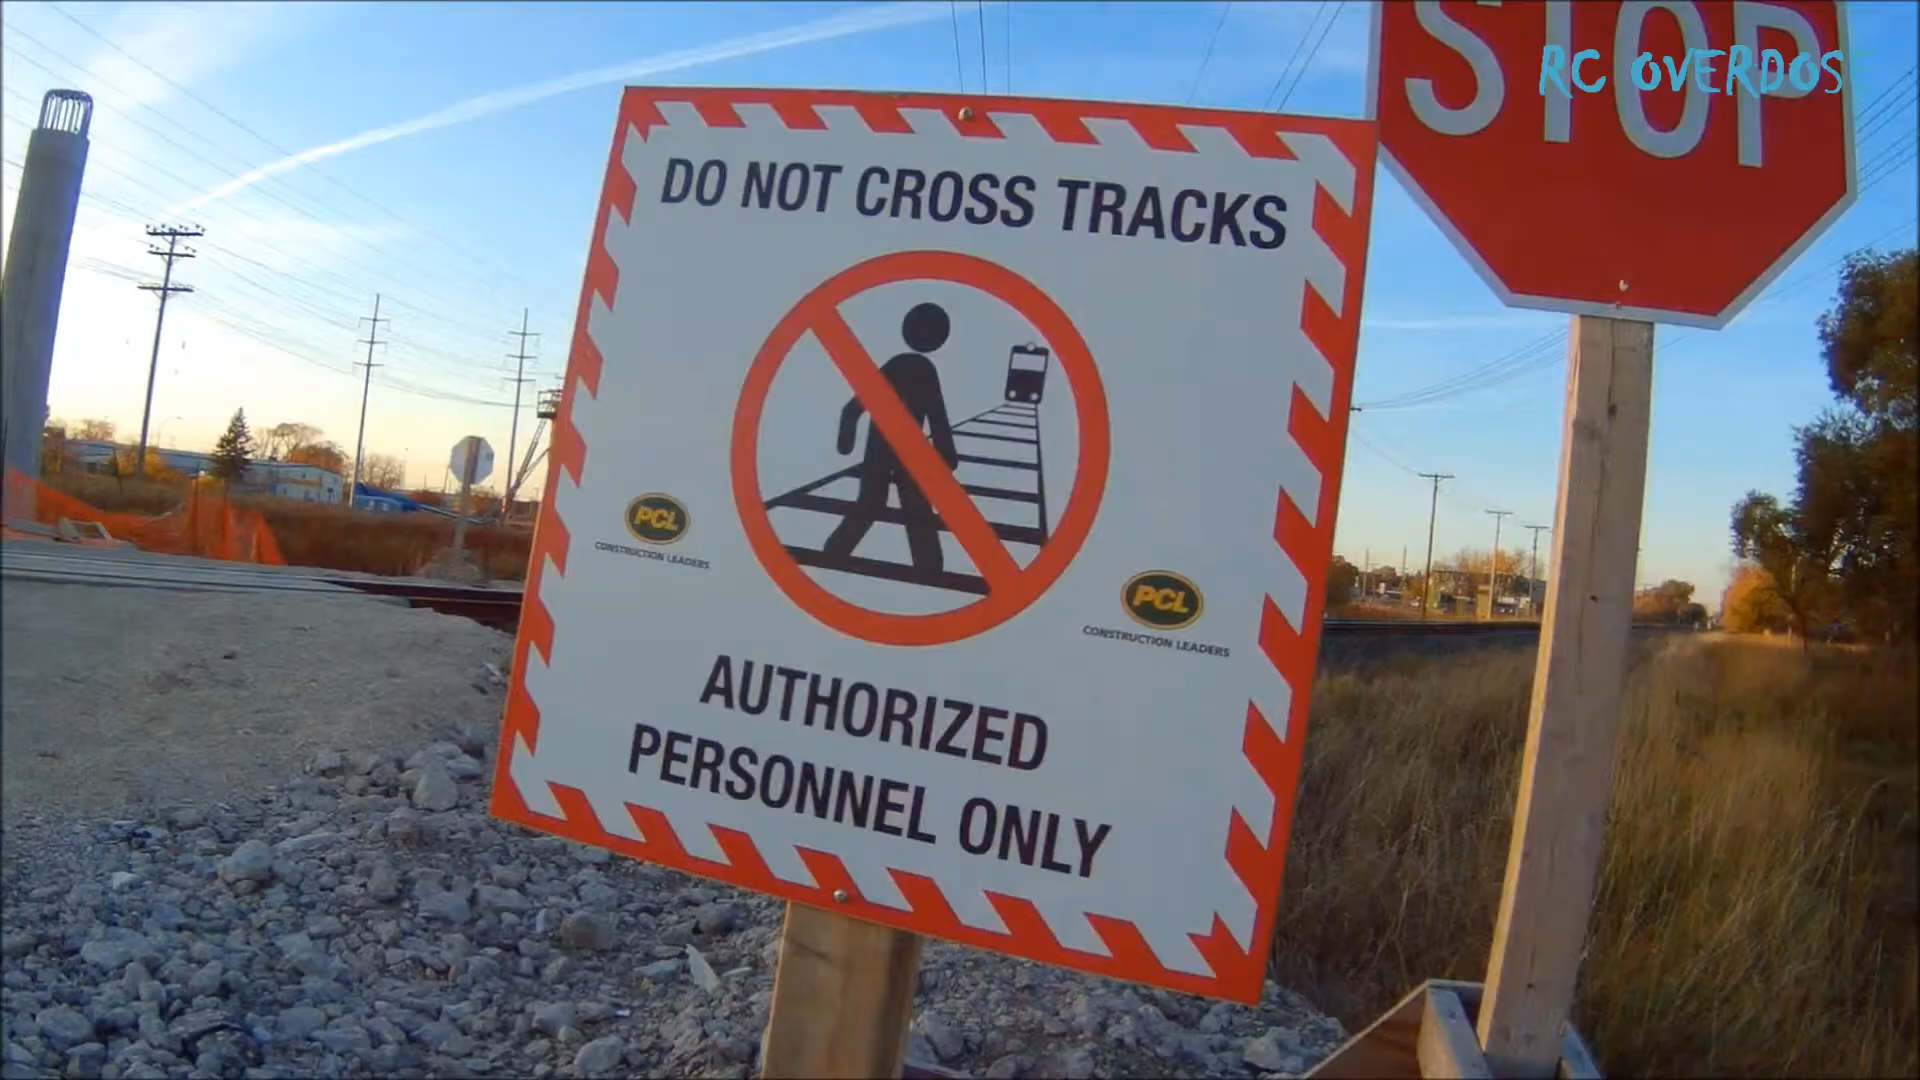 STOP
RC OVERDOSE
DO NOT CROSS TRACKS
PCL
CONSTRUCTION LEADERS
PCL
CONSTRUCTION LEADERS
AUTHORIZED
PERSONNEL ONLY